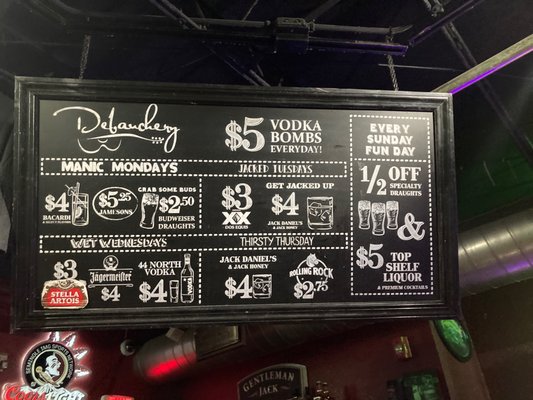 Debauchery
$5 VODKA
BOMBS
EVERYDAY!
EVERY
SUNDAY
FUN DAY
MANIC MONDAYS
JACKED TUESDAYS
$4
BACARDI
$5.25
JAMESONS
GRAB SOME BUDS
$2.50
BUDWEISER
DRAUGHTS
$3
XX
DOS EQUIS
GET JACKED UP
$4
JACK DANIEL'S
& JACK HONEY
1/2 OFF
SPECIALTY
DRAUGHTS
&
$5 TOP
SHELF
LIQUOR
& PREMIUM COCKTAILS
WET WEDNESDAYS
THIRSTY THURSDAY
$3
STELLA
ARTOIS
Jägermeister
$4
44 NORTH
VODKA
$4
JACK DANIEL'S
& JACK HONEY
$4
ROLLING ROCK
$2.75
GENTLEMAN
JACK